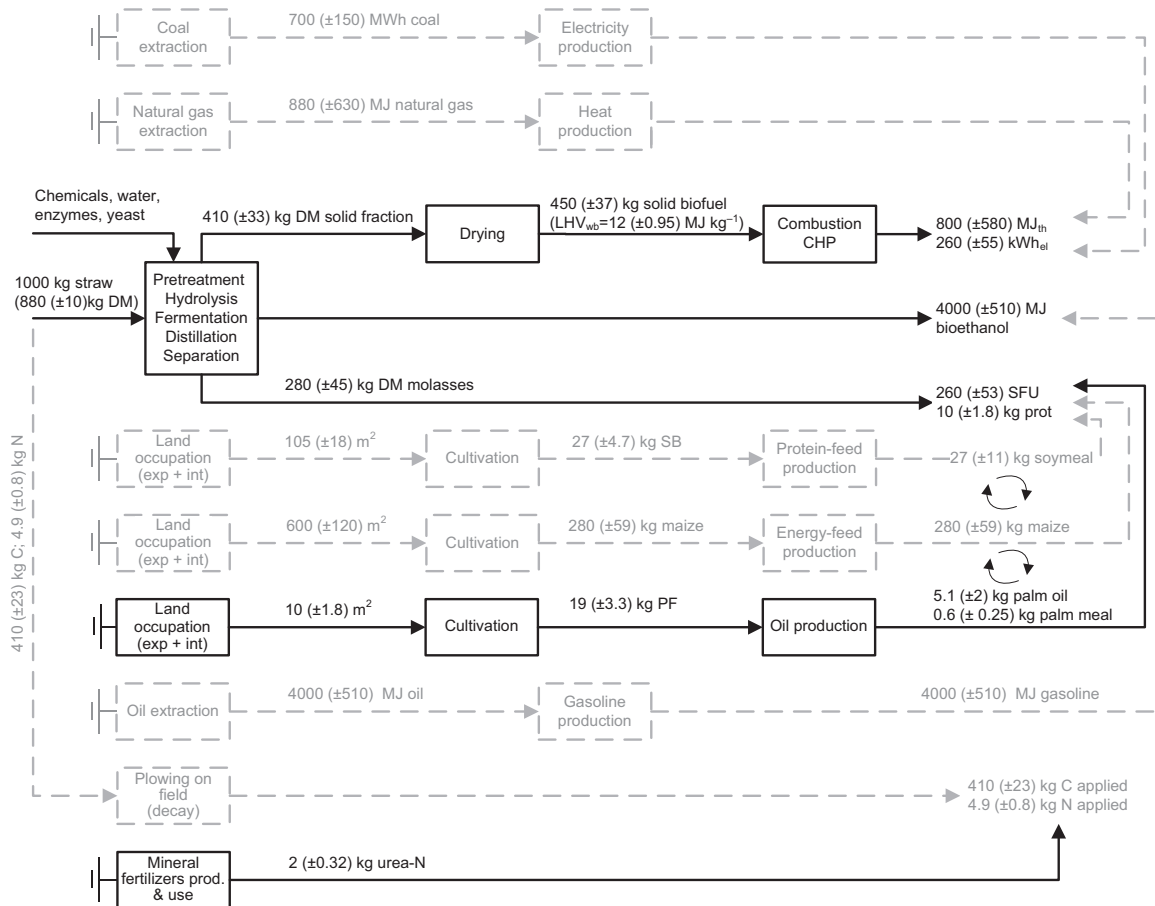 Coal
extraction
700 (±150) MWh coal
Electricity
production
Natural gas
extraction
880 (±630) MJ natural gas
Heat
production
Chemicals, water,
enzymes, yeast
410 (±33) kg DM solid fraction
Drying
450 (±37) kg solid biofuel
(LHVwb=12 (±0.95) MJ kg⁻¹)
Combustion
CHP
800 (±580) MJth
260 (±55) kWhel
1000 kg straw
(880 (±10)kg DM)
Pretreatment
Hydrolysis
Fermentation
Distillation
Separation
4000 (±510) MJ
bioethanol
280 (±45) kg DM molasses
260 (±53) SFU
10 (±1.8) kg prot
410 (±23) kg C; 4.9 (±0.8) kg N
Land
occupation
(exp + int)
105 (±18) m²
Cultivation
27 (±4.7) kg SB
Protein-feed
production
27 (±11) kg soymeal
Land
occupation
(exp + int)
600 (±120) m²
Cultivation
280 (±59) kg maize
Energy-feed
production
280 (±59) kg maize
Land
occupation
(exp + int)
10 (±1.8) m²
Cultivation
19 (±3.3) kg PF
Oil production
5.1 (±2) kg palm oil
0.6 (± 0.25) kg palm meal
Oil extraction
4000 (±510)  MJ oil
Gasoline
production
4000 (±510)  MJ gasoline
Plowing on
field
(decay)
410 (±23) kg C applied
4.9 (±0.8) kg N applied
Mineral
fertilizers prod.
& use
2 (±0.32) kg urea-N